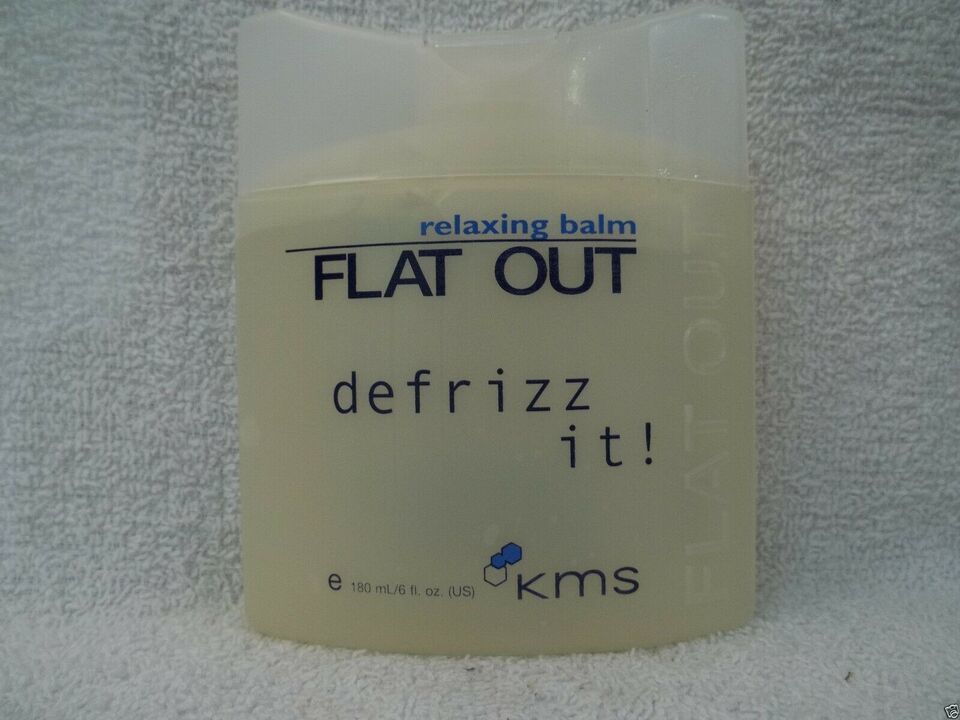 relaxing balm
FLAT OUT
defrizz
it!
e 180 mL/6 fl. oz. (US)
kms
FLAT OUT